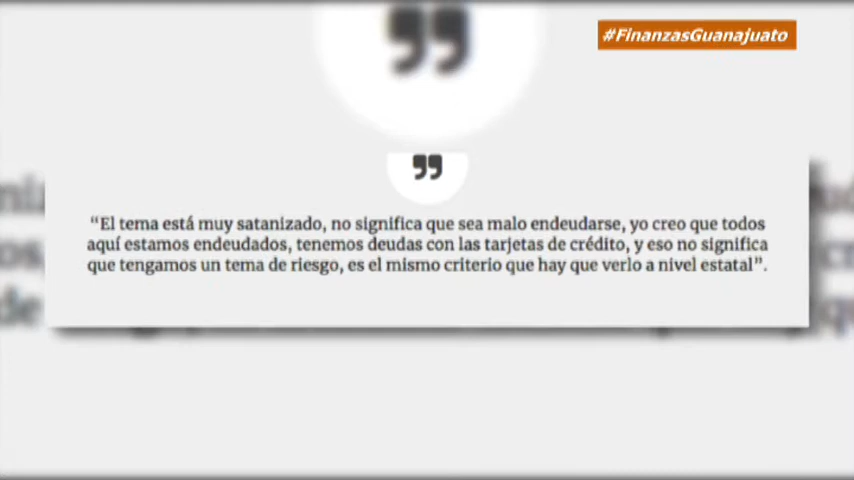 #FinanzasGuanajuato
”
”
“El tema está muy satanizado, no significa que sea malo endeudarse, yo creo que todos
aquí estamos endeudados, tenemos deudas con las tarjetas de crédito, y eso no significa
que tengamos un tema de riesgo, es el mismo criterio que hay que verlo a nivel estatal”.